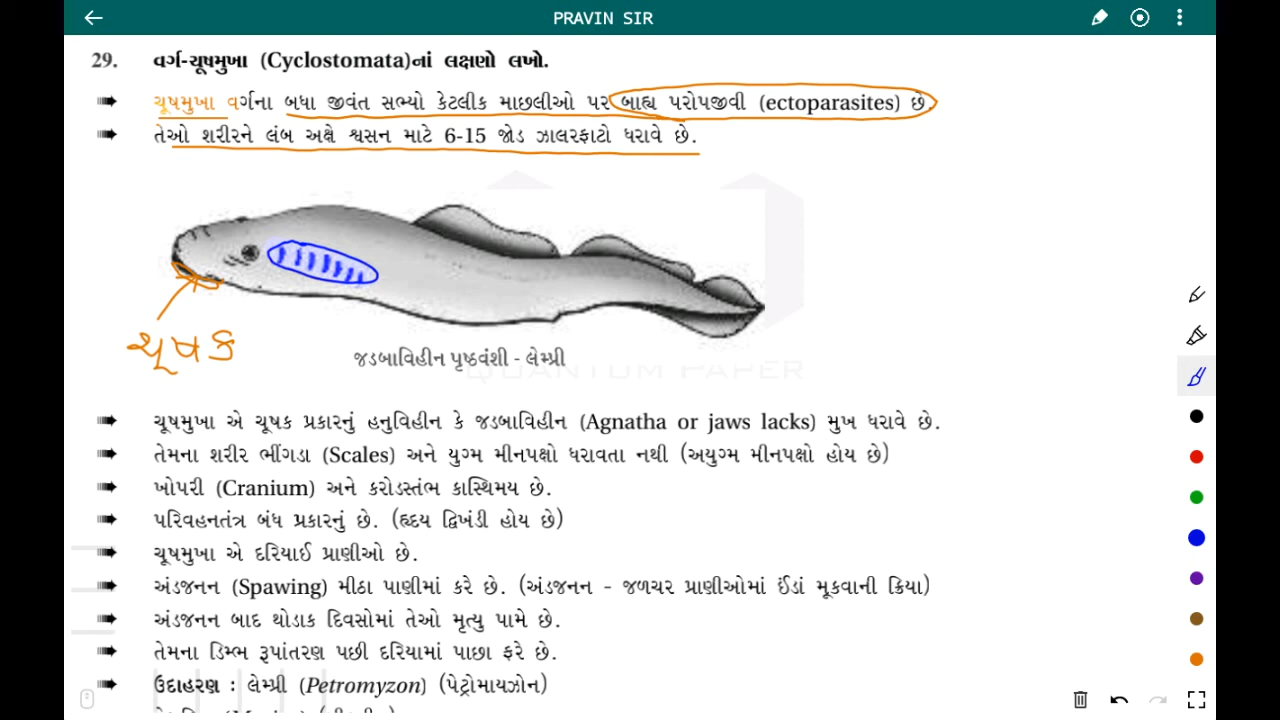 PRAVIN SIR
29. વર્ગ-ચૂષમુખા (Cyclostomata)નાં લક્ષણો લખો.
ચૂષમુખા વર્ગના બધા જીવંત સભ્યો કેટલીક માછલીઓ પર બાહ્ય પરોપજીવી (ectoparasites) છે.
તેઓ શરીરને લંબ અક્ષે શ્વસન માટે 6-15 જોડ ઝાલરફાટો ધરાવે છે.
ચૂષક
જડબાવિહીન પૃષ્ઠવંશી - લેમ્પ્રી
QUANTUM PAPER
ચૂષમુખા એ ચૂષક પ્રકારનું હનુવિહીન કે જડબાવિહીન (Agnatha or jaws lacks) મુખ ધરાવે છે.
તેમના શરીર ભીંગડા (Scales) અને યુગ્મ મીનપક્ષો ધરાવતા નથી (અયુગ્મ મીનપક્ષો હોય છે)
ખોપરી (Cranium) અને કરોડસ્તંભ કાસ્થિમય છે.
પરિવહનતંત્ર બંધ પ્રકારનું છે. (હૃદય દ્વિખંડી હોય છે)
ચૂષમુખા એ દરિયાઈ પ્રાણીઓ છે.
અંડજનન (Spawing) મીઠા પાણીમાં કરે છે. (અંડજનન - જળચર પ્રાણીઓમાં ઈંડાં મૂકવાની ક્રિયા)
અંડજનન બાદ થોડાક દિવસોમાં તેઓ મૃત્યુ પામે છે.
તેમના ડિમ્ભ રૂપાંતરણ પછી દરિયામાં પાછા ફરે છે.
ઉદાહરણ : લેમ્પ્રી (Petromyzon) (પેટ્રોમાયઝોન)